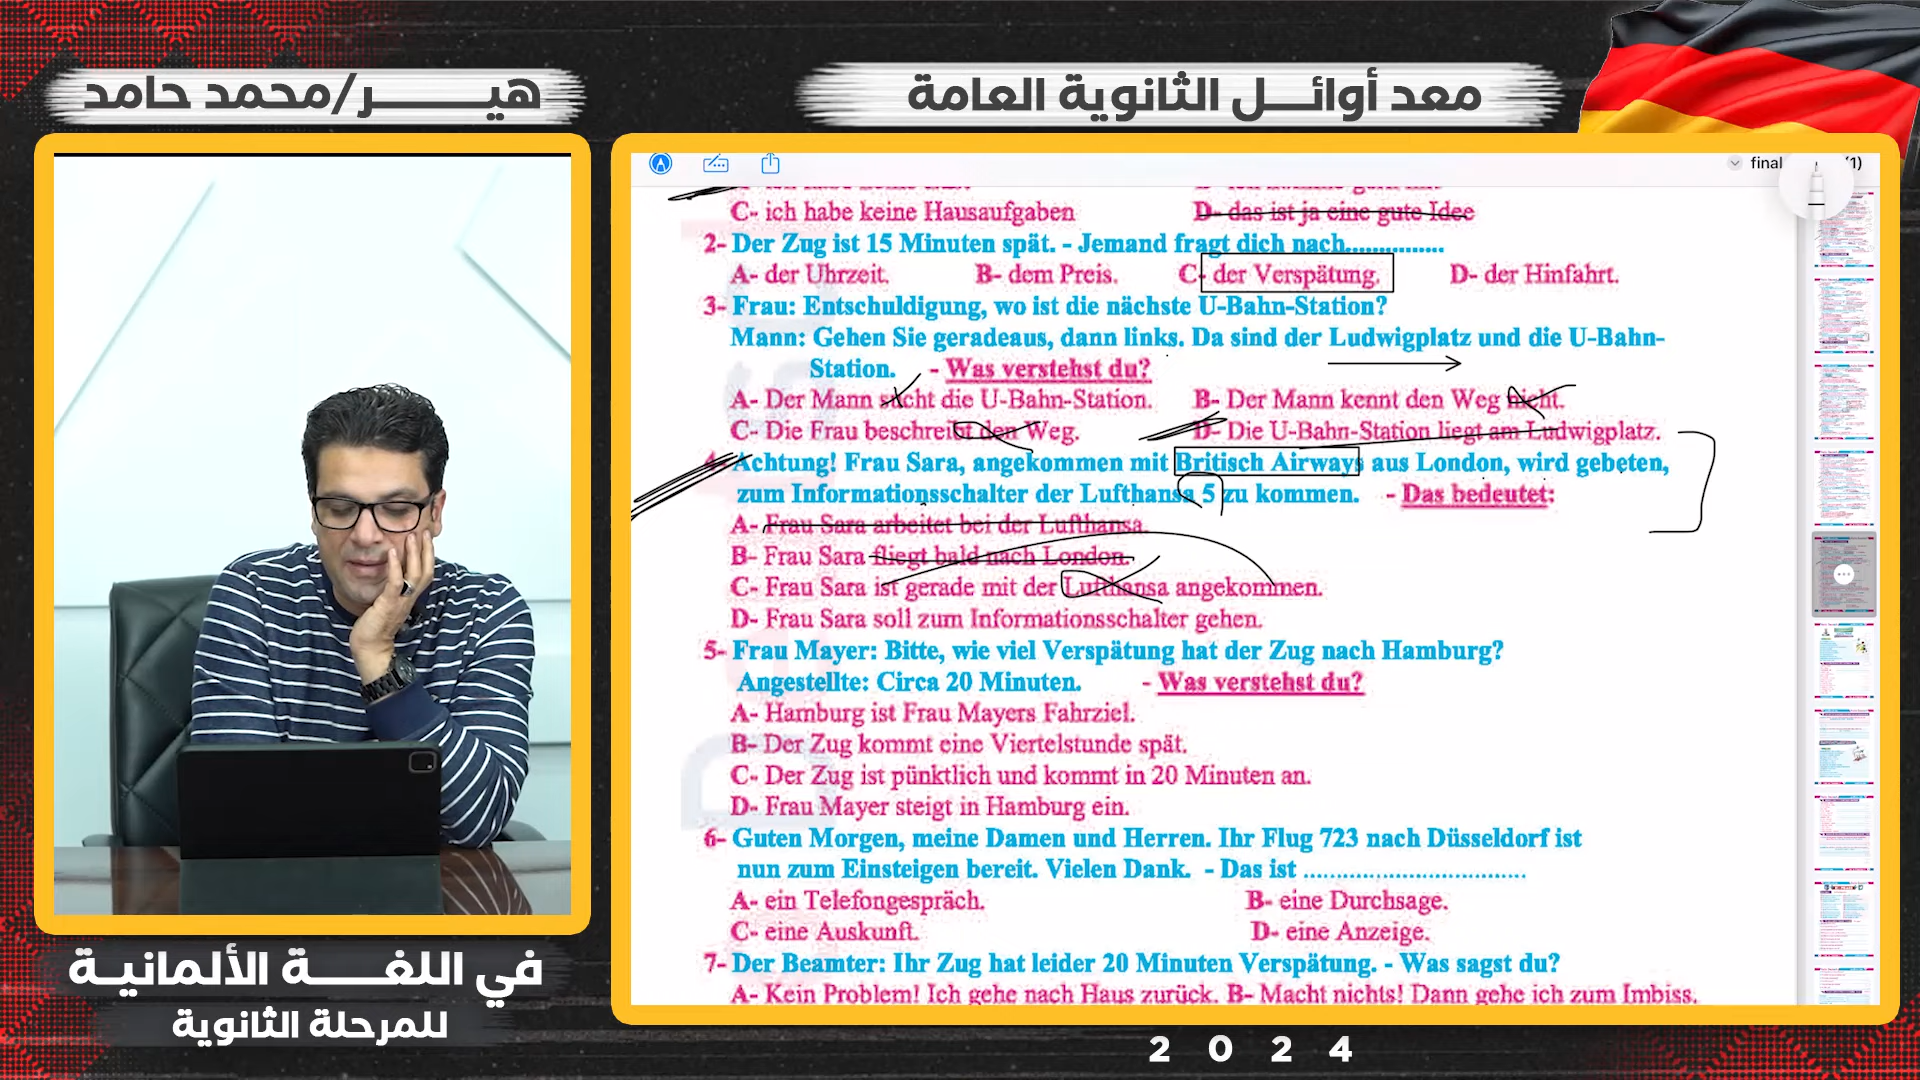 هيـــــر/محمد حامد
معد أوائـــل الثانوية العامة
final
(1)
C- ich habe keine Hausaufgaben
D- das ist ja eine gute Idee
2- Der Zug ist 15 Minuten spät. - Jemand fragt dich nach...............
A- der Uhrzeit. B- dem Preis. C- der Verspätung. D- der Hinfahrt.
3- Frau: Entschuldigung, wo ist die nächste U-Bahn-Station?
Mann: Gehen Sie geradeaus, dann links. Da sind der Ludwigplatz und die U-Bahn-
Station. - Was verstehst du?
A- Der Mann sucht die U-Bahn-Station. B- Der Mann kennt den Weg nicht.
C- Die Frau beschreibt den Weg. D- Die U-Bahn-Station liegt am Ludwigplatz.
4- Achtung! Frau Sara, angekommen mit Britisch Airways aus London, wird gebeten,
zum Informationsschalter der Lufthansa 5 zu kommen. - Das bedeutet:
A- Frau Sara arbeitet bei der Lufthansa.
B- Frau Sara fliegt bald nach London.
C- Frau Sara ist gerade mit der Lufthansa angekommen.
D- Frau Sara soll zum Informationsschalter gehen.
5- Frau Mayer: Bitte, wie viel Verspätung hat der Zug nach Hamburg?
Angestellte: Circa 20 Minuten. - Was verstehst du?
A- Hamburg ist Frau Mayers Fahrziel.
B- Der Zug kommt eine Viertelstunde spät.
C- Der Zug ist pünktlich und kommt in 20 Minuten an.
D- Frau Mayer steigt in Hamburg ein.
6- Guten Morgen, meine Damen und Herren. Ihr Flug 723 nach Düsseldorf ist
nun zum Einsteigen bereit. Vielen Dank. - Das ist .................................
A- ein Telefongespräch. B- eine Durchsage.
C- eine Auskunft. D- eine Anzeige.
7- Der Beamter: Ihr Zug hat leider 20 Minuten Verspätung. - Was sagst du?
A- Kein Problem! Ich gehe nach Haus zurück. B- Macht nichts! Dann gehe ich zum Imbiss.
في اللغـــــة الألمانيـة
للمرحلة الثانوية
2 0 2 4